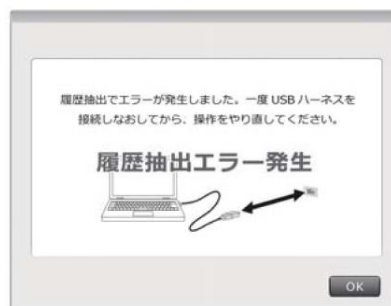 履歴抽出でエラーが発生しました。一度 USB ハーネスを
接続しなおしてから、操作をやり直してください。
履歴抽出エラー発生
OK